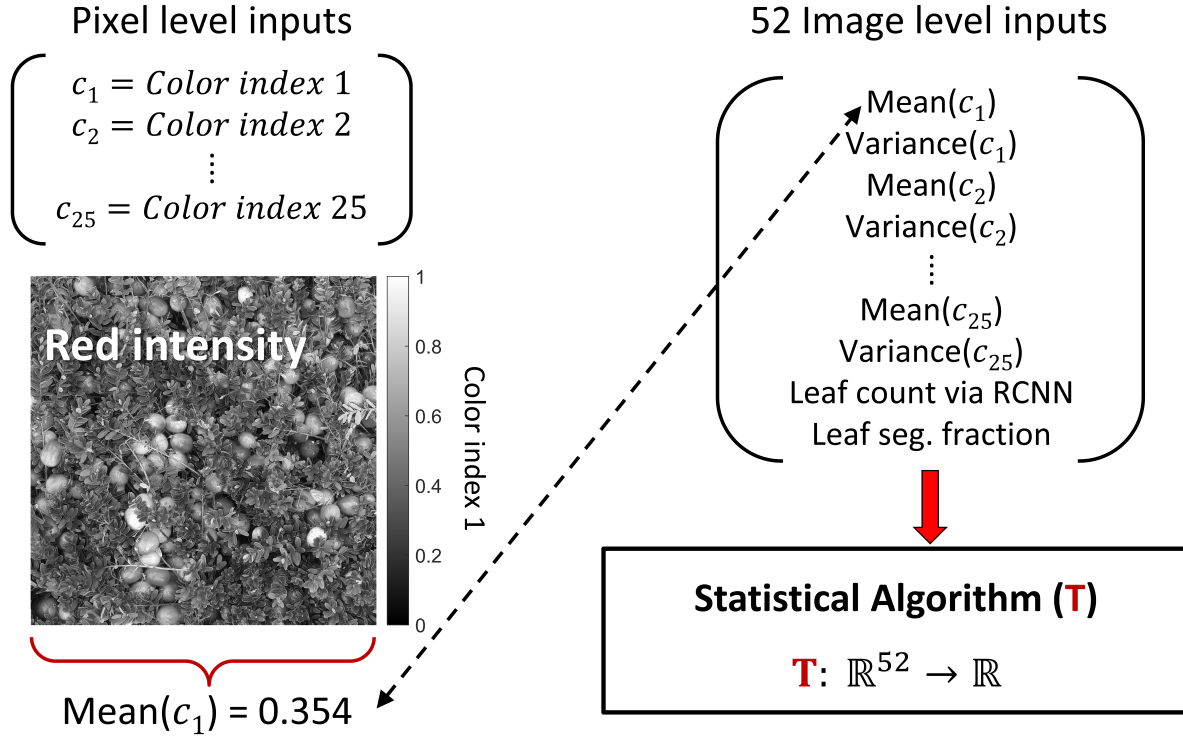 Pixel level inputs
c₁ = Color index 1
c₂ = Color index 2
⋮
c₂₅ = Color index 25
Red intensity
1
0.8
0.6
0.4
0.2
0
Color index 1
Mean(c₁) = 0.354
52 Image level inputs
Mean(c₁)
Variance(c₁)
Mean(c₂)
Variance(c₂)
⋮
Mean(c₂₅)
Variance(c₂₅)
Leaf count via RCNN
Leaf seg. fraction
Statistical Algorithm (T)
T: ℝ⁵² → ℝ